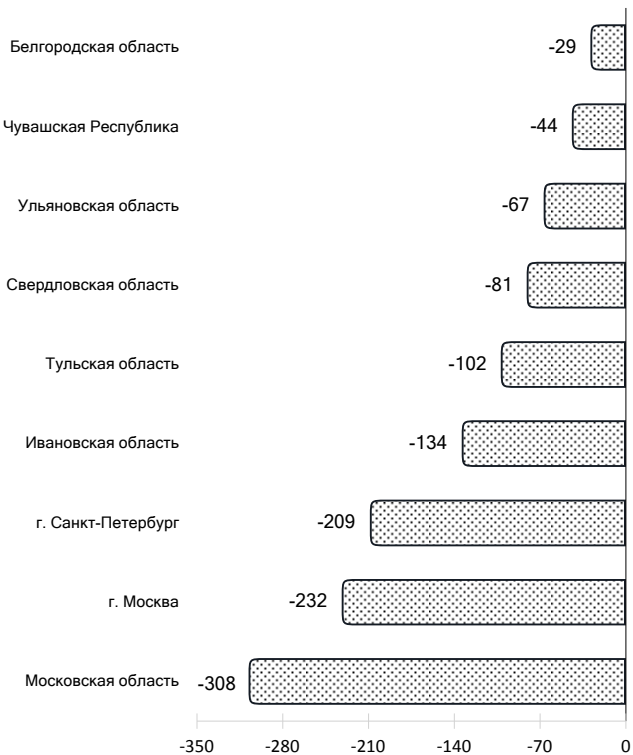 Белгородская область -29
Чувашская Республика -44
Ульяновская область -67
Свердловская область -81
Тульская область -102
Ивановская область -134
г. Санкт-Петербург -209
г. Москва -232
Московская область -308
-350 -280 -210 -140 -70 0